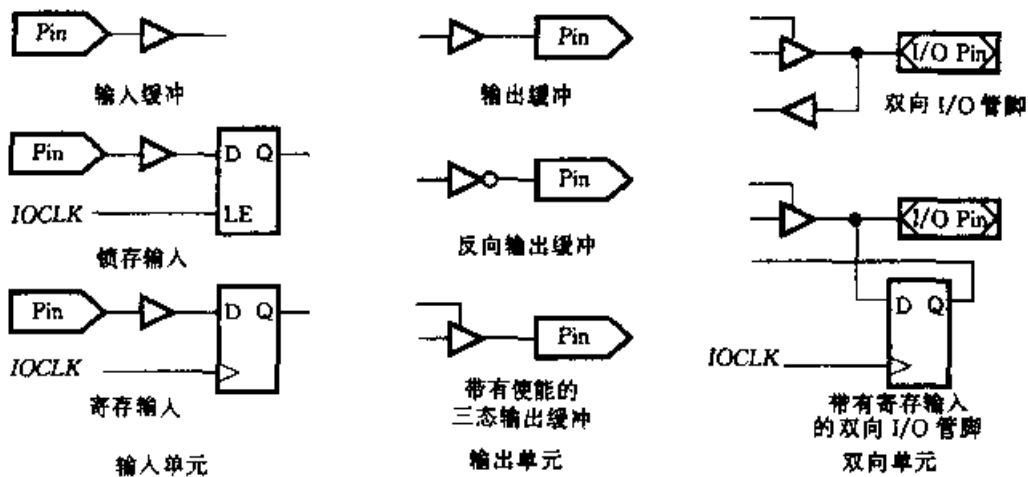 Pin
输入缓冲
Pin
D Q
IOCLK
LE
锁存输入
Pin
D Q
IOCLK
寄存输入
输入单元
Pin
输出缓冲
Pin
反向输出缓冲
Pin
带有使能的
三态输出缓冲
输出单元
I/O Pin
双向 I/O 管脚
I/O Pin
D Q
IOCLK
带有寄存输入
的双向 I/O 管脚
双向单元